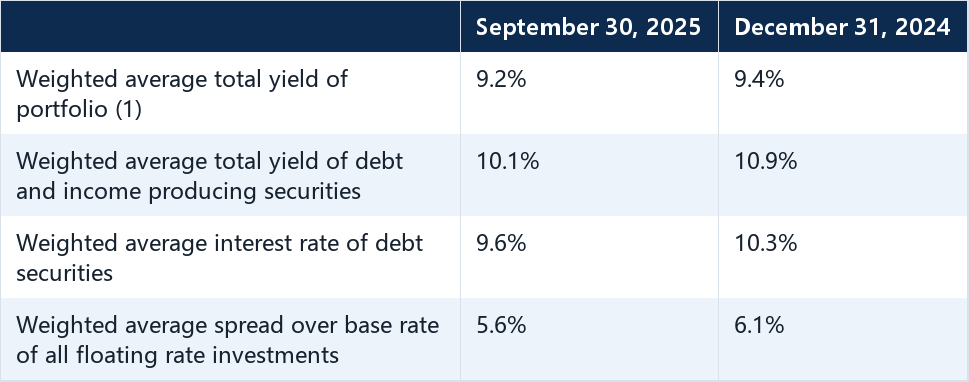 September 30, 2025 December 31, 2024
Weighted average total yield of
portfolio (1)
9.2% 9.4%
Weighted average total yield of debt
and income producing securities
10.1% 10.9%
Weighted average interest rate of debt
securities
9.6% 10.3%
Weighted average spread over base rate
of all floating rate investments
5.6% 6.1%